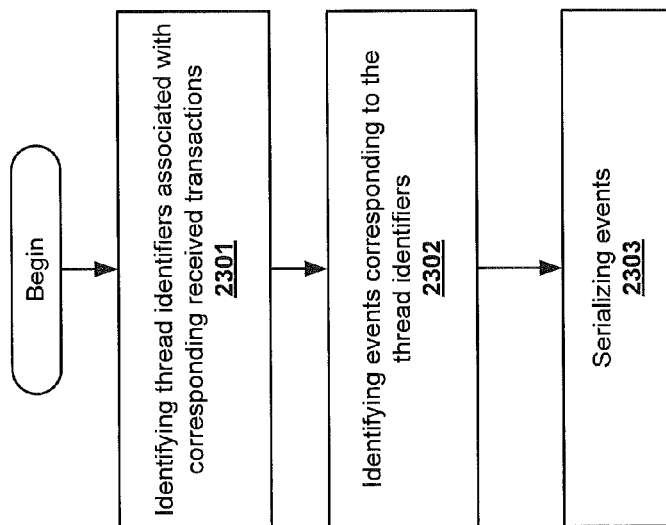 Begin
Identifying thread identifiers associated with
corresponding received transactions
2301
Identifying events corresponding to the
thread identifiers
2302
Serializing events
2303